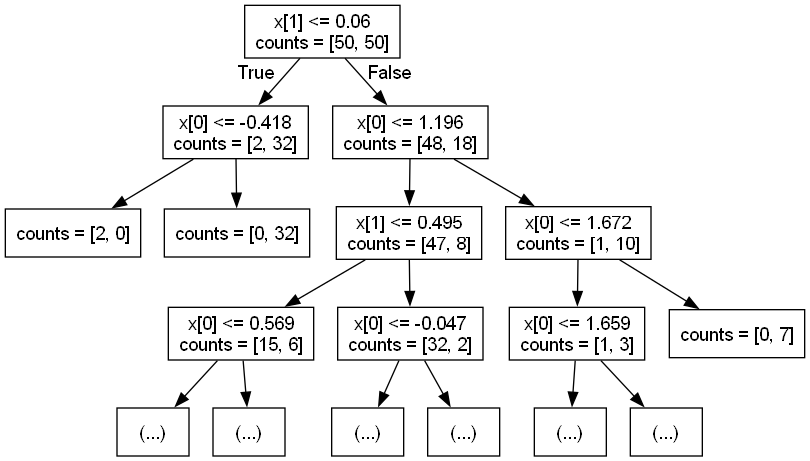 x[1] <= 0.06
counts = [50, 50]
True
False
x[0] <= -0.418
counts = [2, 32]
x[0] <= 1.196
counts = [48, 18]
counts = [2, 0]
counts = [0, 32]
x[1] <= 0.495
counts = [47, 8]
x[0] <= 1.672
counts = [1, 10]
x[0] <= 0.569
counts = [15, 6]
x[0] <= -0.047
counts = [32, 2]
x[0] <= 1.659
counts = [1, 3]
counts = [0, 7]
(...)
(...)
(...)
(...)
(...)
(...)